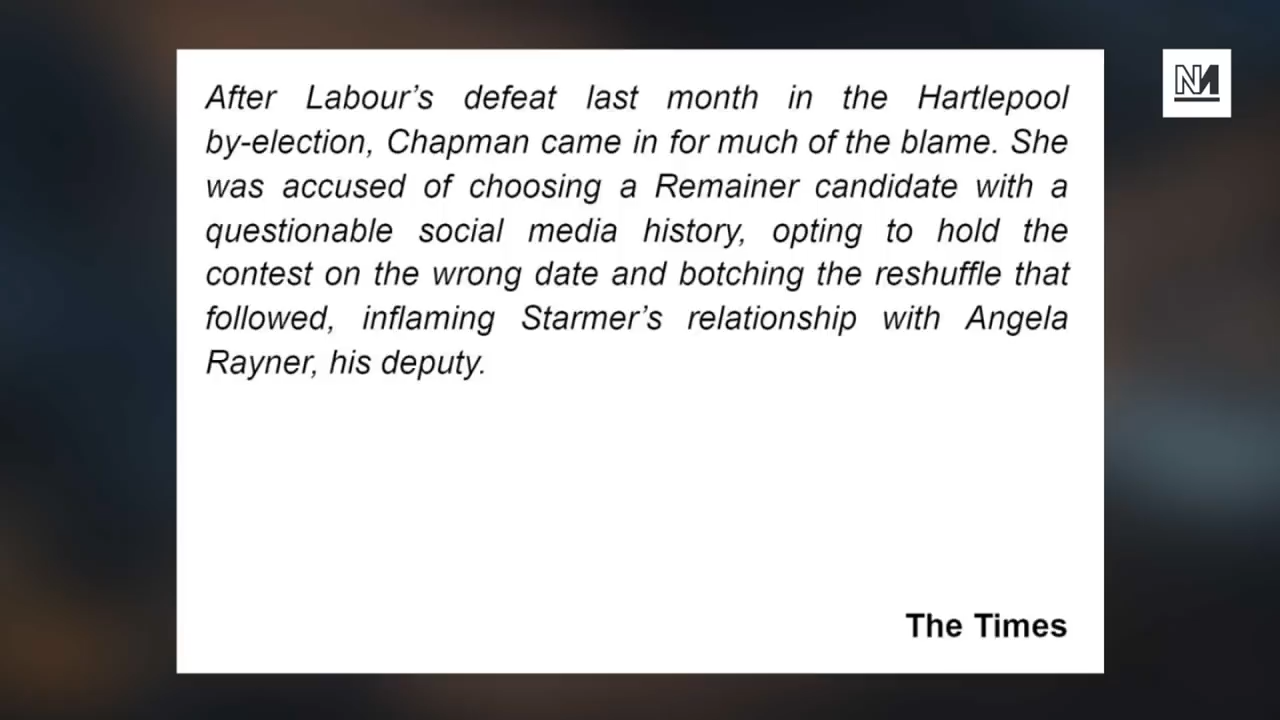 After Labour’s defeat last month in the Hartlepool
by-election, Chapman came in for much of the blame. She
was accused of choosing a Remainer candidate with a
questionable social media history, opting to hold the
contest on the wrong date and botching the reshuffle that
followed, inflaming Starmer’s relationship with Angela
Rayner, his deputy.
The Times
NM